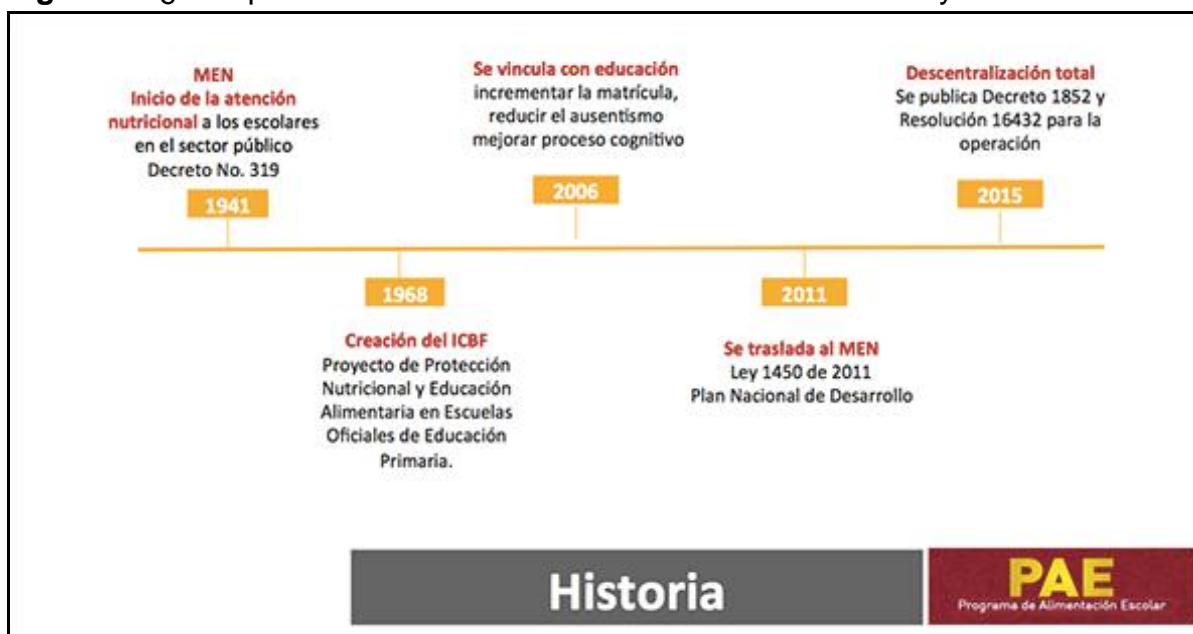 MEN
Inicio de la atención
nutricional a los escolares
en el sector público
Decreto No. 319
1941
Se vincula con educación
incrementar la matrícula,
reducir el ausentismo
mejorar proceso cognitivo
2006
Descentralización total
Se publica Decreto 1852 y
Resolución 16432 para la
operación
2015
1968
Creación del ICBF
Proyecto de Protección
Nutricional y Educación
Alimentaria en Escuelas
Oficiales de Educación
Primaria.
2011
Se traslada al MEN
Ley 1450 de 2011
Plan Nacional de Desarrollo
Historia
PAE
Programa de Alimentación Escolar